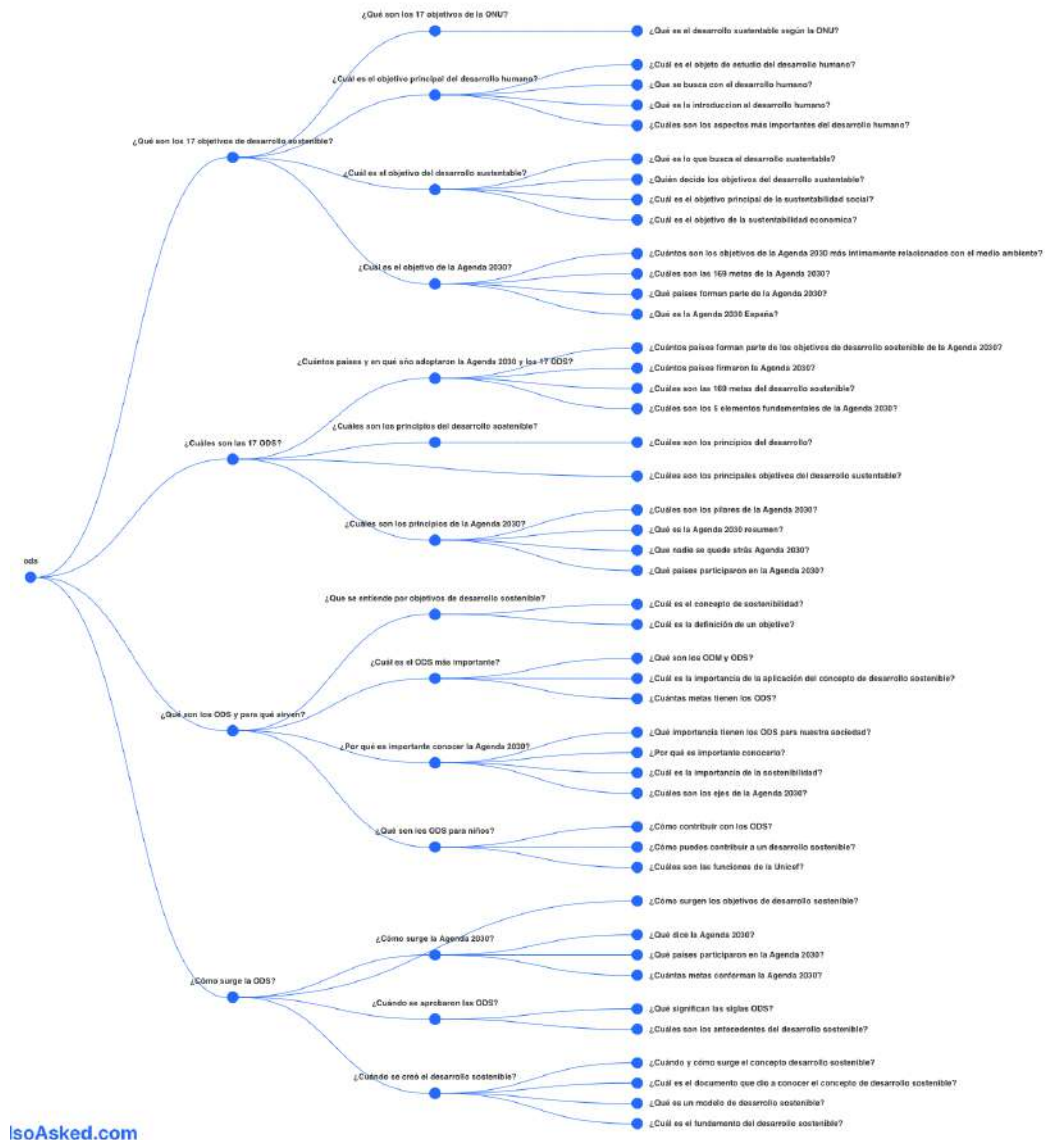 ods
¿Qué son los 17 objetivos de desarrollo sostenible?
¿Qué son los 17 objetivos de la ONU?
¿Qué es el desarrollo sustentable según la ONU?
¿Cuál es el objetivo principal del desarrollo humano?
¿Cuál es el objeto de estudio del desarrollo humano?
¿Que se busca con el desarrollo humano?
¿Qué es la introduccion al desarrollo humano?
¿Cuáles son los aspectos más importantes del desarrollo humano?
¿Cuál es el objetivo del desarrollo sustentable?
¿Qué es lo que busca el desarrollo sustentable?
¿Quién decide los objetivos del desarrollo sustentable?
¿Cuál es el objetivo principal de la sustentabilidad social?
¿Cuál es el objetivo de la sustentabilidad economica?
¿Cuál es el objetivo de la Agenda 2030?
¿Cuántos son los objetivos de la Agenda 2030 más íntimamente relacionados con el medio ambiente?
¿Cuáles son las 169 metas de la Agenda 2030?
¿Qué países forman parte de la Agenda 2030?
¿Qué es la Agenda 2030 España?
¿Cuáles son las 17 ODS?
¿Cuántos países y en qué año adoptaron la Agenda 2030 y los 17 ODS?
¿Cuántos países forman parte de los objetivos de desarrollo sostenible de la Agenda 2030?
¿Cuántos países firmaron la Agenda 2030?
¿Cuáles son las 169 metas del desarrollo sostenible?
¿Cuáles son los 5 elementos fundamentales de la Agenda 2030?
¿Cuáles son los principios del desarrollo sostenible?
¿Cuáles son los principios del desarrollo?
¿Cuáles son los principales objetivos del desarrollo sustentable?
¿Cuáles son los principios de la Agenda 2030?
¿Cuáles son los pilares de la Agenda 2030?
¿Qué es la Agenda 2030 resumen?
¿Que nadie se quede atrás Agenda 2030?
¿Qué países participaron en la Agenda 2030?
¿Qué son los ODS y para qué sirven?
¿Que se entiende por objetivos de desarrollo sostenible?
¿Cuál es el concepto de sostenibilidad?
¿Cuál es la definición de un objetivo?
¿Cuál es el ODS más importante?
¿Qué son los ODM y ODS?
¿Cuál es la importancia de la aplicación del concepto de desarrollo sostenible?
¿Cuántas metas tienen los ODS?
¿Por qué es importante conocer la Agenda 2030?
¿Qué importancia tienen los ODS para nuestra sociedad?
¿Por qué es importante conocerlo?
¿Cuál es la importancia de la sostenibilidad?
¿Cuáles son los ejes de la Agenda 2030?
¿Qué son los ODS para niños?
¿Cómo contribuir con los ODS?
¿Cómo puedes contribuir a un desarrollo sostenible?
¿Cuáles son las funciones de la Unicef?
¿Cómo surge la ODS?
¿Cómo surgen los objetivos de desarrollo sostenible?
¿Cómo surge la Agenda 2030?
¿Qué dice la Agenda 2030?
¿Qué países participaron en la Agenda 2030?
¿Cuántas metas conforman la Agenda 2030?
¿Cuándo se aprobaron las ODS?
¿Qué significan las siglas ODS?
¿Cuáles son los antecedentes del desarrollo sostenible?
¿Cuándo se creó el desarrollo sostenible?
¿Cuándo y cómo surge el concepto desarrollo sostenible?
¿Cuál es el documento que dio a conocer el concepto de desarrollo sostenible?
¿Qué es un modelo de desarrollo sostenible?
¿Cuál es el fundamento del desarrollo sostenible?
lsoAsked.com